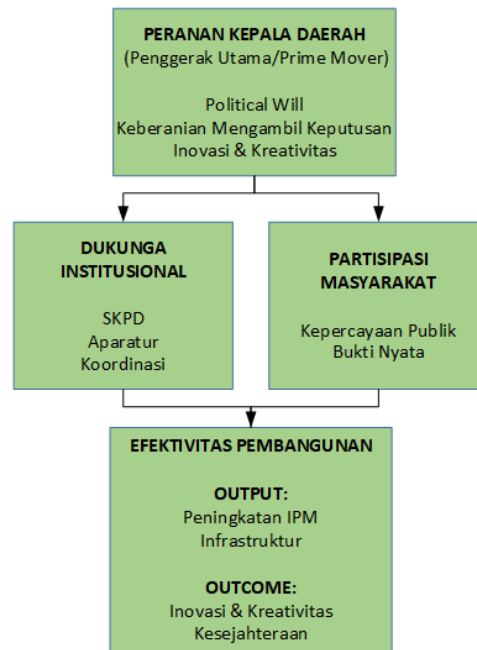 PERANAN KEPALA DAERAH
(Penggerak Utama/Prime Mover)
Political Will
Keberanian Mengambil Keputusan
Inovasi & Kreativitas
DUKUNGA
INSTITUSIONAL
SKPD
Aparatur
Koordinasi
PARTISIPASI
MASYARAKAT
Kepercayaan Publik
Bukti Nyata
EFEKTIVITAS PEMBANGUNAN
OUTPUT:
Peningkatan IPM
Infrastruktur
OUTCOME:
Inovasi & Kreativitas
Kesejahteraan